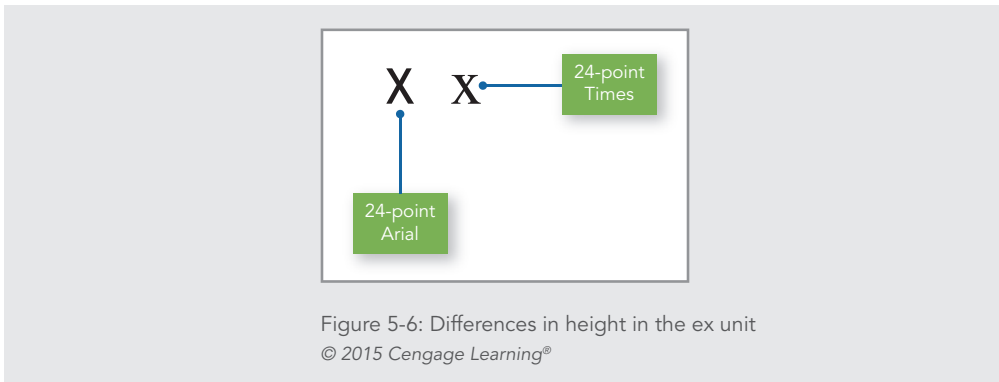 x x
24-point
Times
24-point
Arial
Figure 5-6: Differences in height in the ex unit
© 2015 Cengage Learning®